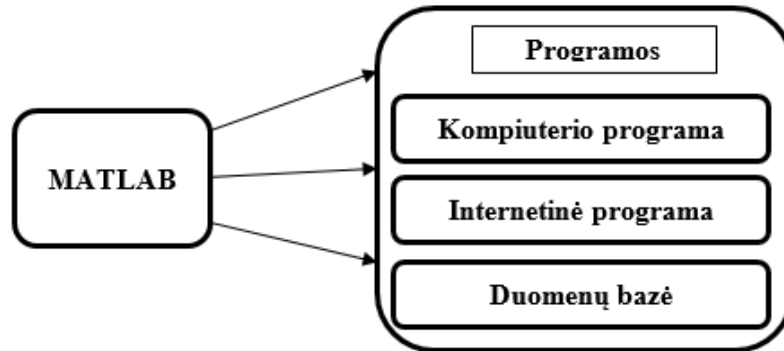 MATLAB
Programos
Kompiuterio programa
Internetinė programa
Duomenų bazė